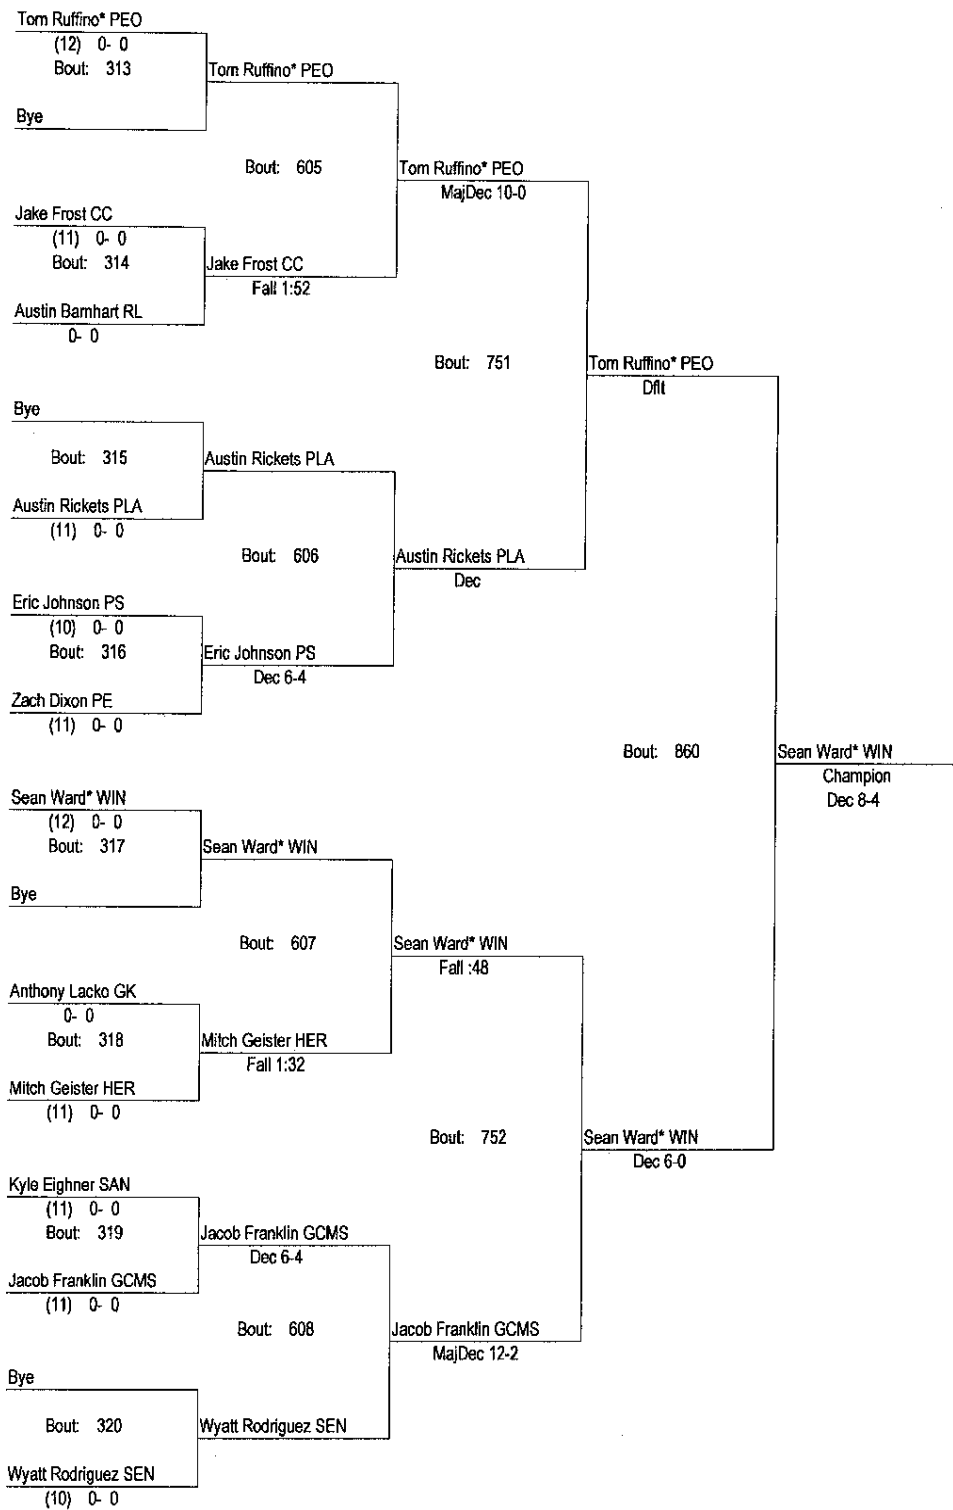 Tom Ruffino* PEO
(12) 0- 0
Bout: 313
Tom Ruffino* PEO
Bye
Bout: 605
Tom Ruffino* PEO
MajDec 10-0
Jake Frost CC
(11) 0- 0
Bout: 314
Jake Frost CC
Fall 1:52
Austin Barnhart RL
0- 0
Bout: 751
Tom Ruffino* PEO
Dflt
Bye
Bout: 315
Austin Rickets PLA
Austin Rickets PLA
(11) 0- 0
Bout: 606
Austin Rickets PLA
Dec
Eric Johnson PS
(10) 0- 0
Bout: 316
Eric Johnson PS
Dec 6-4
Zach Dixon PE
(11) 0- 0
Bout: 860
Sean Ward* WIN
Champion
Dec 8-4
Sean Ward* WIN
(12) 0- 0
Bout: 317
Sean Ward* WIN
Bye
Bout: 607
Sean Ward* WIN
Fall :48
Anthony Lacko GK
0- 0
Bout: 318
Mitch Geister HER
Fall 1:32
Mitch Geister HER
(11) 0- 0
Bout: 752
Sean Ward* WIN
Dec 6-0
Kyle Eighner SAN
(11) 0- 0
Bout: 319
Jacob Franklin GCMS
Dec 6-4
Jacob Franklin GCMS
(11) 0- 0
Bout: 608
Jacob Franklin GCMS
MajDec 12-2
Bye
Bout: 320
Wyatt Rodriguez SEN
Wyatt Rodriguez SEN
(10) 0- 0